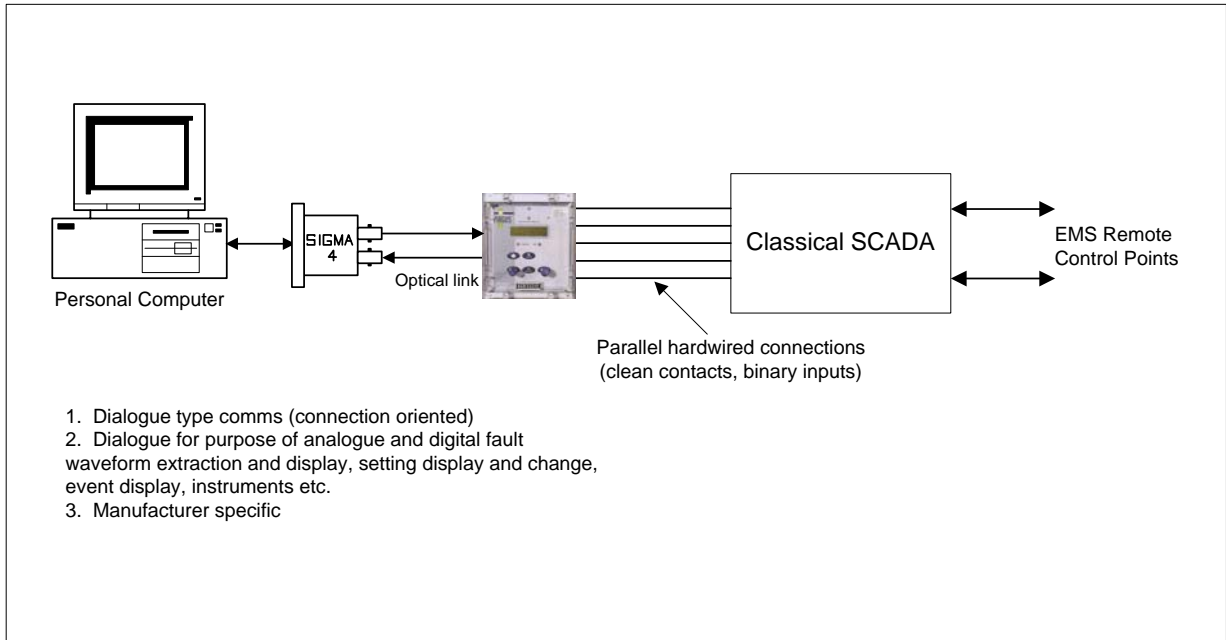 SIGMA
4
Classical SCADA
EMS Remote
Control Points
Optical link
Personal Computer
Parallel hardwired connections
(clean contacts, binary inputs)
1. Dialogue type comms (connection oriented)
2. Dialogue for purpose of analogue and digital fault
waveform extraction and display, setting display and change,
event display, instruments etc.
3. Manufacturer specific